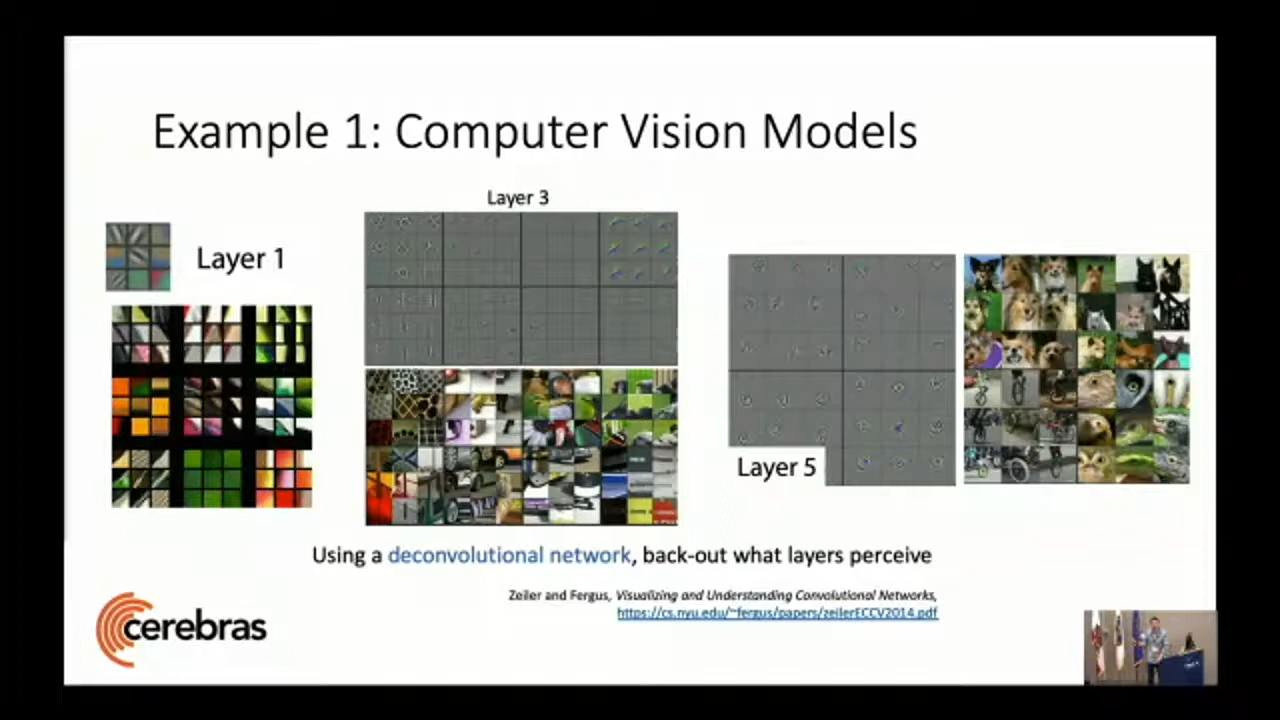 Example 1: Computer Vision Models
Layer 3
Layer 1
Layer 5
Using a deconvolutional network, back-out what layers perceive
Zeiler and Fergus, Visualizing and Understanding Convolutional Networks,
https://cs.nyu.edu/~fergus/papers/zeilerECCV2014.pdf
cerebras